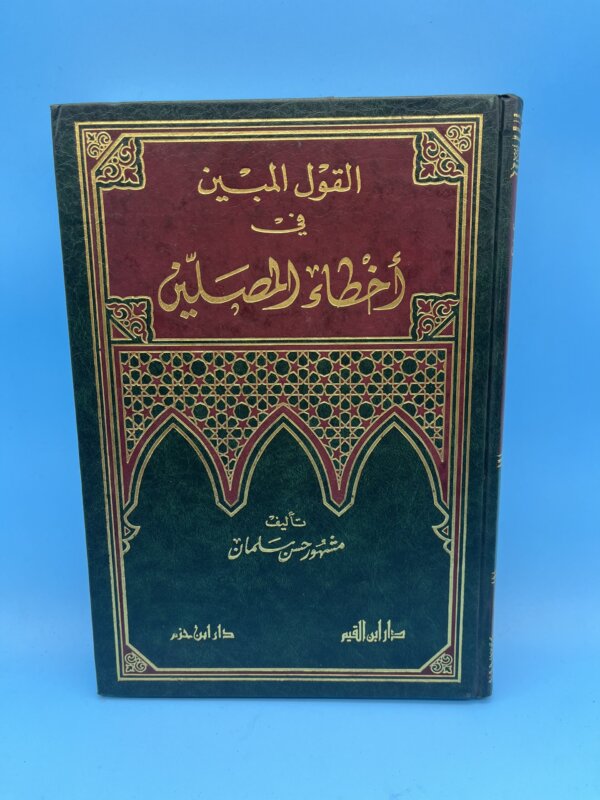 القول المبين
في
أخطاء المصلين
تأليف
مشهور حسن سلمان
دار ابن القيم
دار ابن حزم